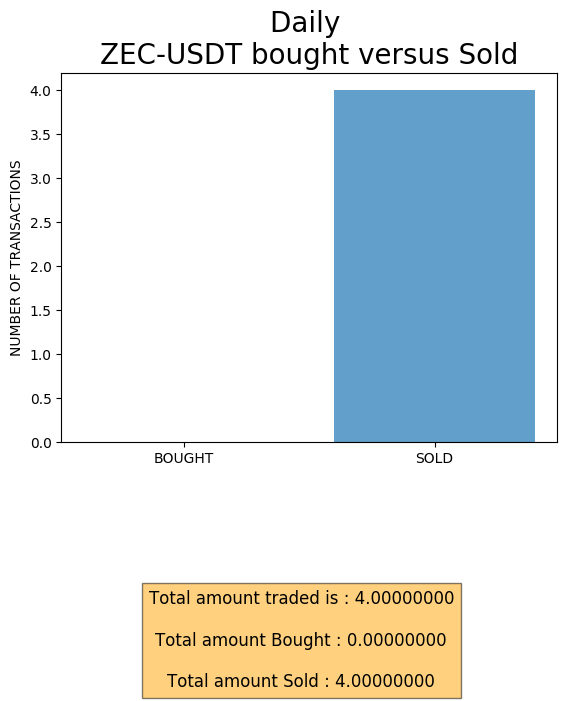 Daily
ZEC-USDT bought versus Sold
NUMBER OF TRANSACTIONS
4.0
3.5
3.0
2.5
2.0
1.5
1.0
0.5
0.0
BOUGHT SOLD
Total amount traded is : 4.00000000
Total amount Bought : 0.00000000
Total amount Sold : 4.00000000